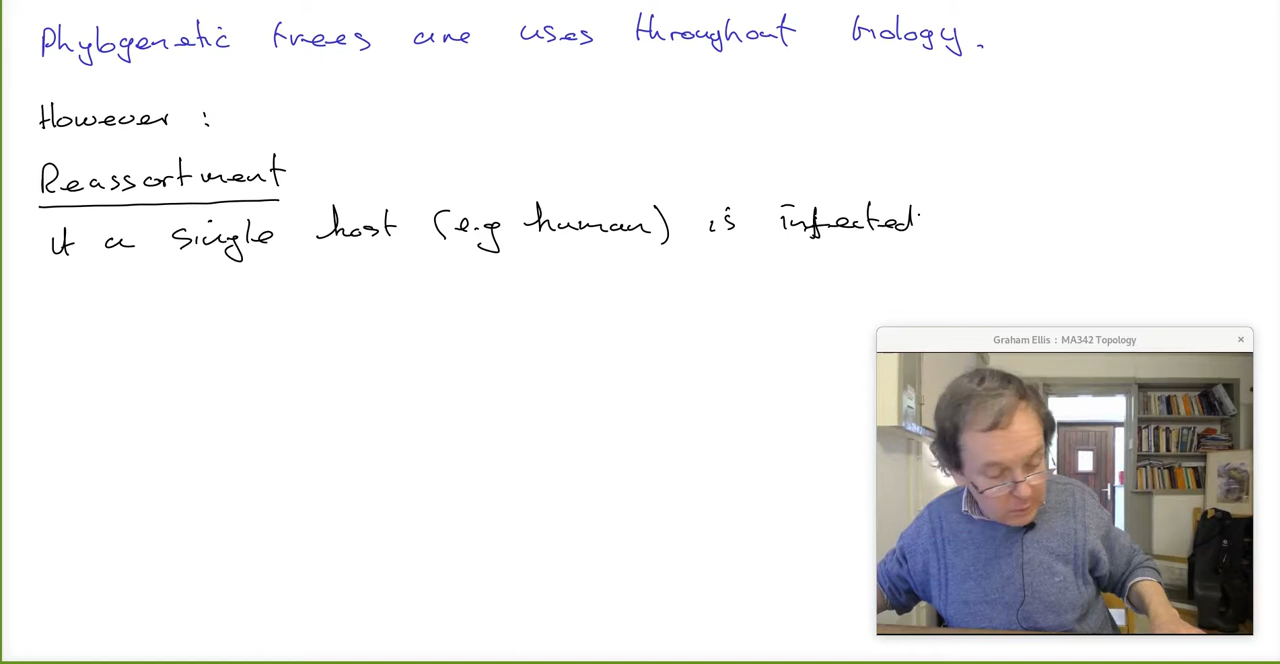 Phylogenetic trees are uses throughout biology.
However :
Reassortment
If a single host (e.g human) is infected
Graham Ellis : MA342 Topology